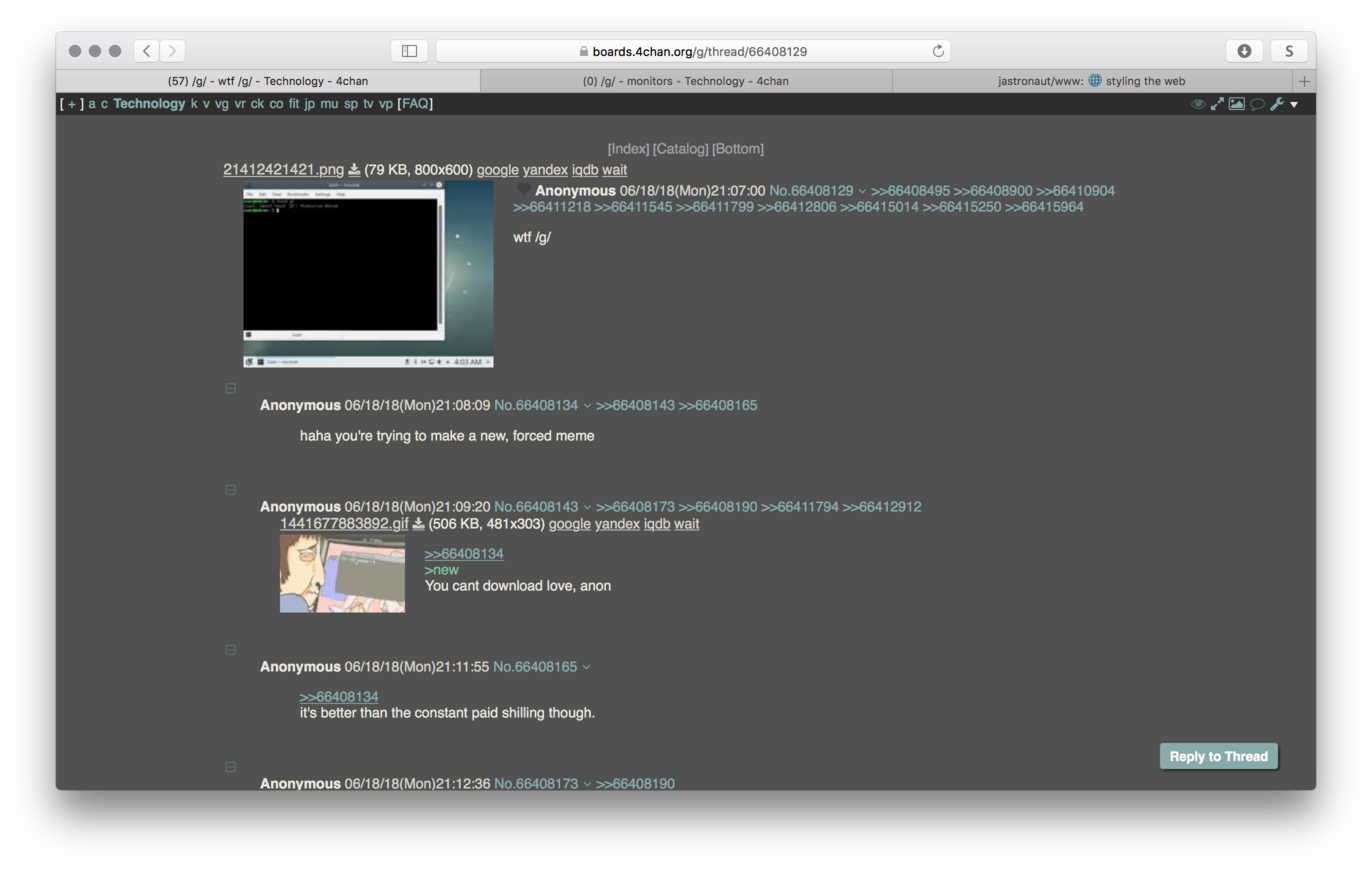 boards.4chan.org/g/thread/66408129
S
(57) /g/ - wtf /g/ - Technology - 4chan
(0) /g/ - monitors - Technology - 4chan
jastronaut/www: 🌐 styling the web
[ + ] a c Technology k v vg vr ck co fit jp mu sp tv vp [FAQ]
[Index] [Catalog] [Bottom]
21412421421.png (79 KB, 800x600) google yandex iqdb wait
Anonymous 06/18/18(Mon)21:07:00 No.66408129 >>66408495 >>66408900 >>66410904
>>66411218 >>66411545 >>66411799 >>66412806 >>66415014 >>66415250 >>66415964
wtf /g/
4:03 AM
Anonymous 06/18/18(Mon)21:08:09 No.66408134 >>66408143 >>66408165
haha you're trying to make a new, forced meme
Anonymous 06/18/18(Mon)21:09:20 No.66408143 >>66408173 >>66408190 >>66411794 >>66412912
1441677883892.gif (506 KB, 481x303) google yandex iqdb wait
>>66408134
>new
You cant download love, anon
Anonymous 06/18/18(Mon)21:11:55 No.66408165
>>66408134
it's better than the constant paid shilling though.
Reply to Thread
Anonymous 06/18/18(Mon)21:12:36 No.66408173 >>66408190